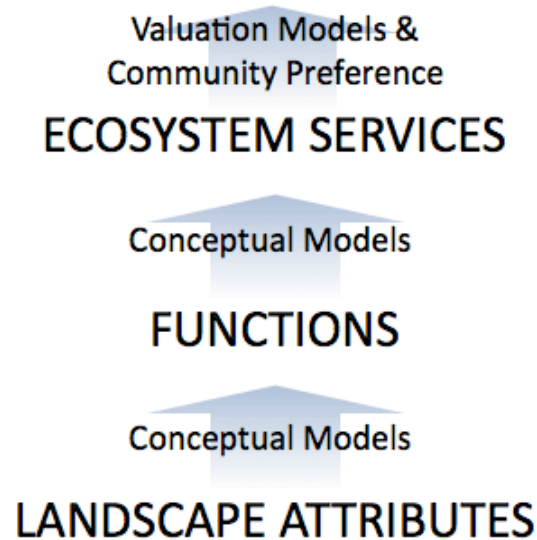 Valuation Models &
Community Preference
ECOSYSTEM SERVICES
Conceptual Models
FUNCTIONS
Conceptual Models
LANDSCAPE ATTRIBUTES